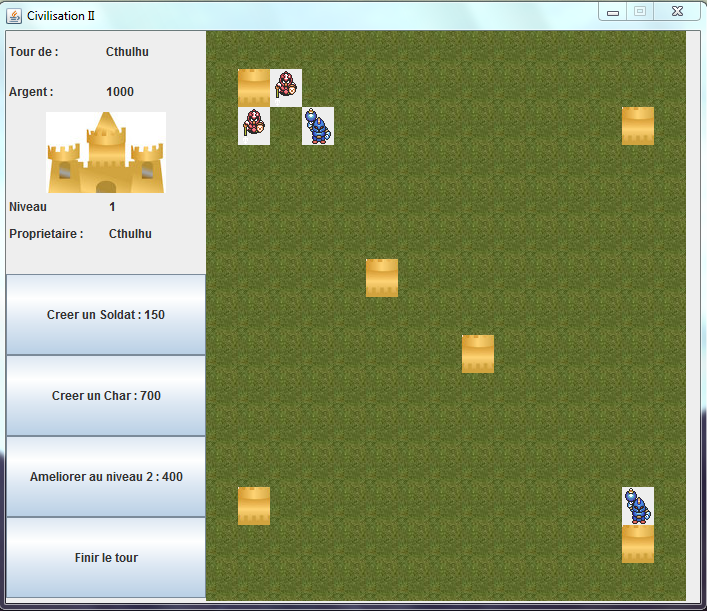 Civilisation II
Tour de : Cthulhu
Argent : 1000
Niveau 1
Proprietaire : Cthulhu
Creer un Soldat : 150
Creer un Char : 700
Ameliorer au niveau 2 : 400
Finir le tour